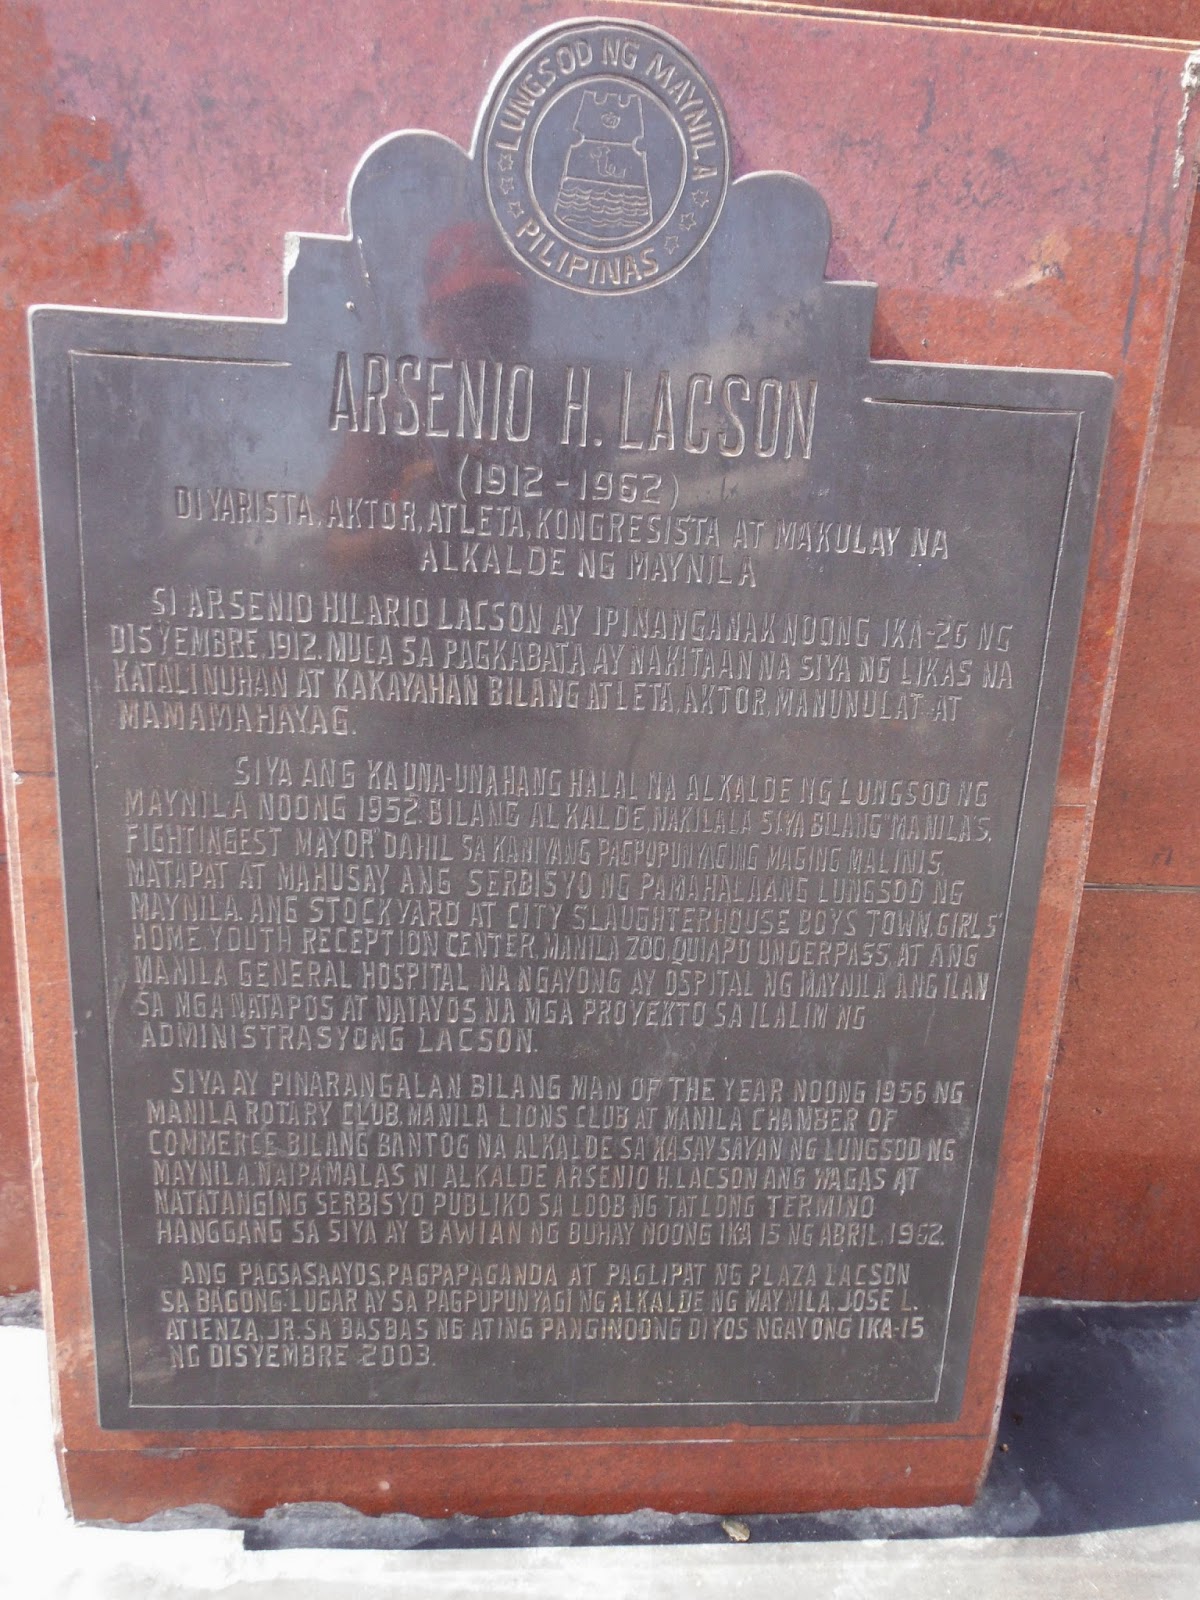 LUNGSOD NG MAYNILA
PILIPINAS
ARSENIO H. LACSON
(1912-1962)
DIYARISTA, AKTOR, ATLETA, KONGRESISTA AT MAKULAY NA
ALKALDE NG MAYNILA
SI ARSENIO HILARIO LACSON AY IPINANGANAK NOONG IKA-26 NG
DISYEMBRE, 1912. MULA SA PAGKABATA, AY NAKITAAN NA SIYA NG LIKAS NA
KATALINUHAN AT KAKAYAHAN BILANG ATLETA, AKTOR, MANUNULAT AT
MAMAMAHAYAG.
SIYA ANG KAUNA-UNAHANG HALAL NA ALKALDE NG LUNGSOD NG
MAYNILA NOONG 1952. BILANG ALKALDE, NAKILALA SIYA BILANG "MANILA'S,
FIGHTINGEST MAYOR" DAHIL SA KANIYANG PAGPUPUNYAGING MAGING MALINIS,
MATAPAT AT MAHUSAY ANG SERBISYO NG PAMAHALAANG LUNGSOD NG
MAYNILA. ANG STOCKYARD AT CITY SLAUGHTERHOUSE BOYS TOWN, GIRLS'
HOME, YOUTH RECEPTION CENTER, MANILA ZOO, QUIAPO UNDERPASS, AT ANG
MANILA GENERAL HOSPITAL NA NGAYONG AY OSPITAL NG MAYNILA ANG ILAN
SA MGA NATAPOS AT NATAYOS NA MGA PROYEKTO SA ILALIM NG
ADMINISTRASYONG LACSON.
SIYA AY PINARANGALAN BILANG MAN OF THE YEAR NOONG 1956 NG
MANILA ROTARY CLUB, MANILA LIONS CLUB AT MANILA CHAMBER OF
COMMERCE. BILANG BANTOG NA ALKALDE SA KASAYSAYAN NG LUNGSOD NG
MAYNILA, NAIPAMALAS NI ALKALDE ARSENIO H. LACSON ANG WAGAS AT
NATATANGING SERBISYO PUBLIKO SA LOOB NG TATLONG TERMINO
HANGGANG SA SIYA AY BAWIAN NG BUHAY NOONG IKA 15 NG ABRIL, 1962.
ANG PAGSASAAYOS, PAGPAPAGANDA AT PAGLIPAT NG PLAZA LACSON
SA BAGONG LUGAR AY SA PAGPUPUNYAGI NG ALKALDE NG MAYNILA, JOSE L.
ATIENZA, JR. SA BASBAS NG ATING PANGINOONG DIYOS NGAYONG IKA-15
NG DISYEMBRE 2003.